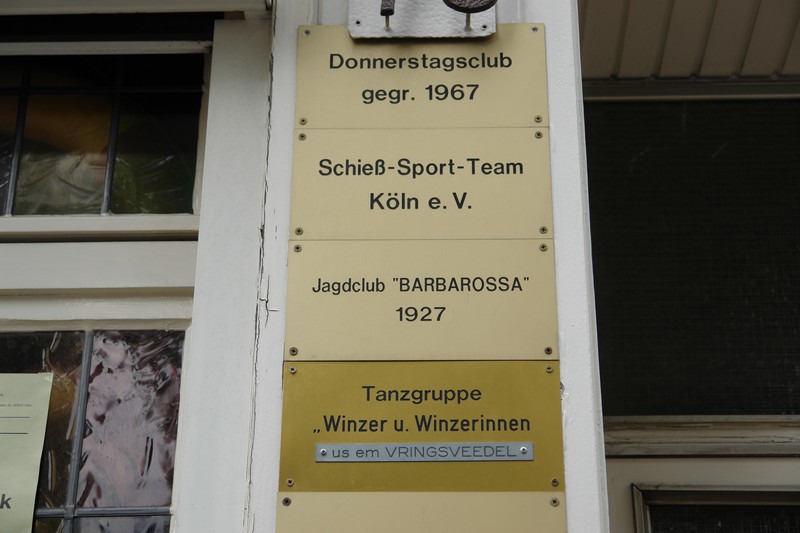 Donnerstagsclub
gegr. 1967
Schieß-Sport-Team
Köln e. V.
Jagdclub "BARBAROSSA"
1927
Tanzgruppe
„Winzer u. Winzerinnen
us em VRINGSVEEDEL
k